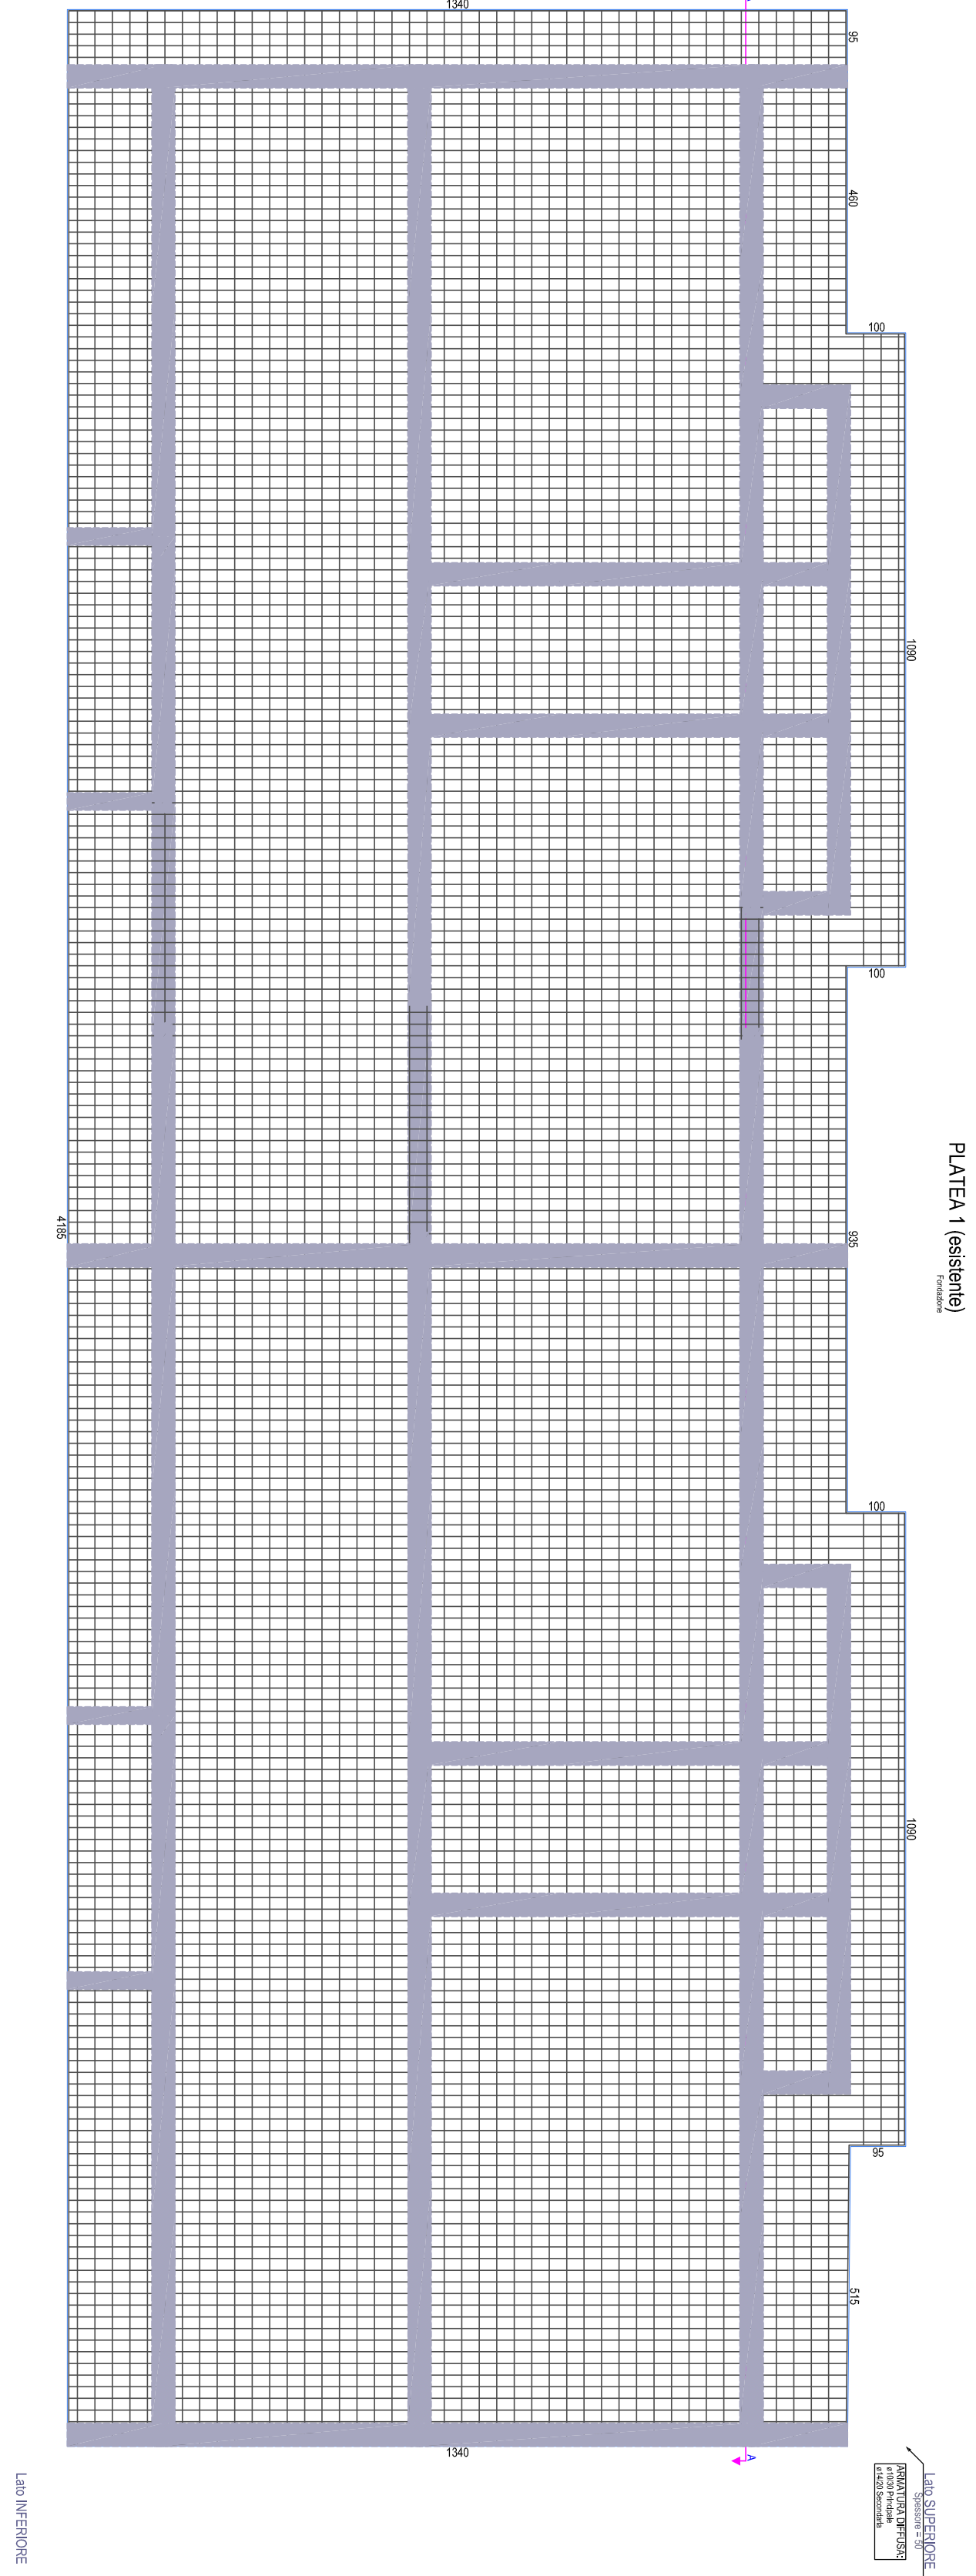 1340
95
460
100
1090
100
4185
935
PLATEA 1 (esistente)
Fondazione
100
1090
95
515
1340
A
Lato SUPERIORE
Spessore = 50
ARMATURA DIFFUSA:
ø10/30 Principale
ø14/20 Secondaria
Lato INFERIORE